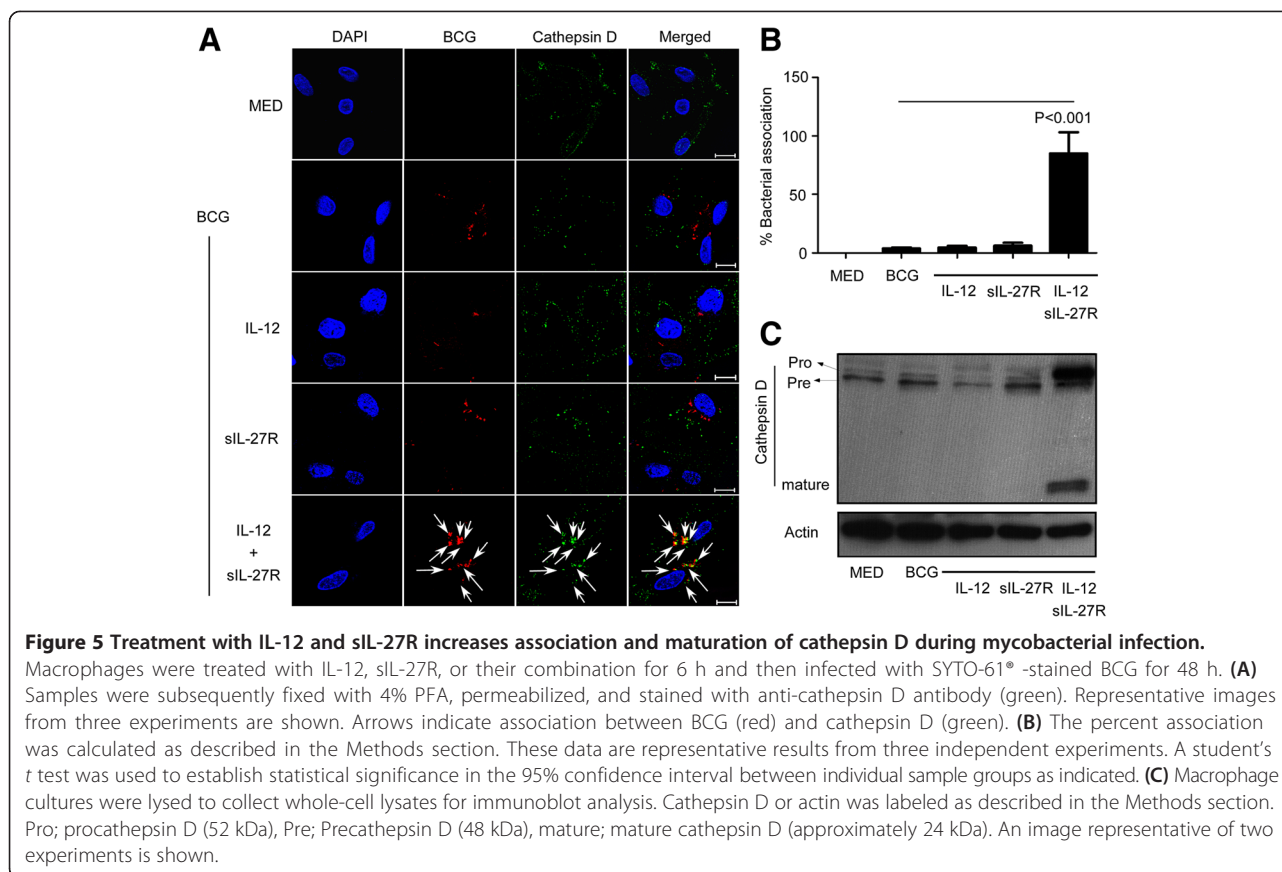 A
DAPI BCG Cathepsin D Merged
MED
BCG
IL-12
sIL-27R
IL-12
+
sIL-27R
B
% Bacterial association
150
100
50
0
P<0.001
MED BCG IL-12 sIL-27R IL-12
sIL-27R
C
Cathepsin D
Pro
Pre
mature
Actin
MED BCG IL-12 sIL-27R IL-12
sIL-27R
Figure 5 Treatment with IL-12 and sIL-27R increases association and maturation of cathepsin D during mycobacterial infection.
Macrophages were treated with IL-12, sIL-27R, or their combination for 6 h and then infected with SYTO-61® -stained BCG for 48 h. (A)
Samples were subsequently fixed with 4% PFA, permeabilized, and stained with anti-cathepsin D antibody (green). Representative images
from three experiments are shown. Arrows indicate association between BCG (red) and cathepsin D (green). (B) The percent association
was calculated as described in the Methods section. These data are representative results from three independent experiments. A student's
t test was used to establish statistical significance in the 95% confidence interval between individual sample groups as indicated. (C) Macrophage
cultures were lysed to collect whole-cell lysates for immunoblot analysis. Cathepsin D or actin was labeled as described in the Methods section.
Pro; procathepsin D (52 kDa), Pre; Precathepsin D (48 kDa), mature; mature cathepsin D (approximately 24 kDa). An image representative of two
experiments is shown.